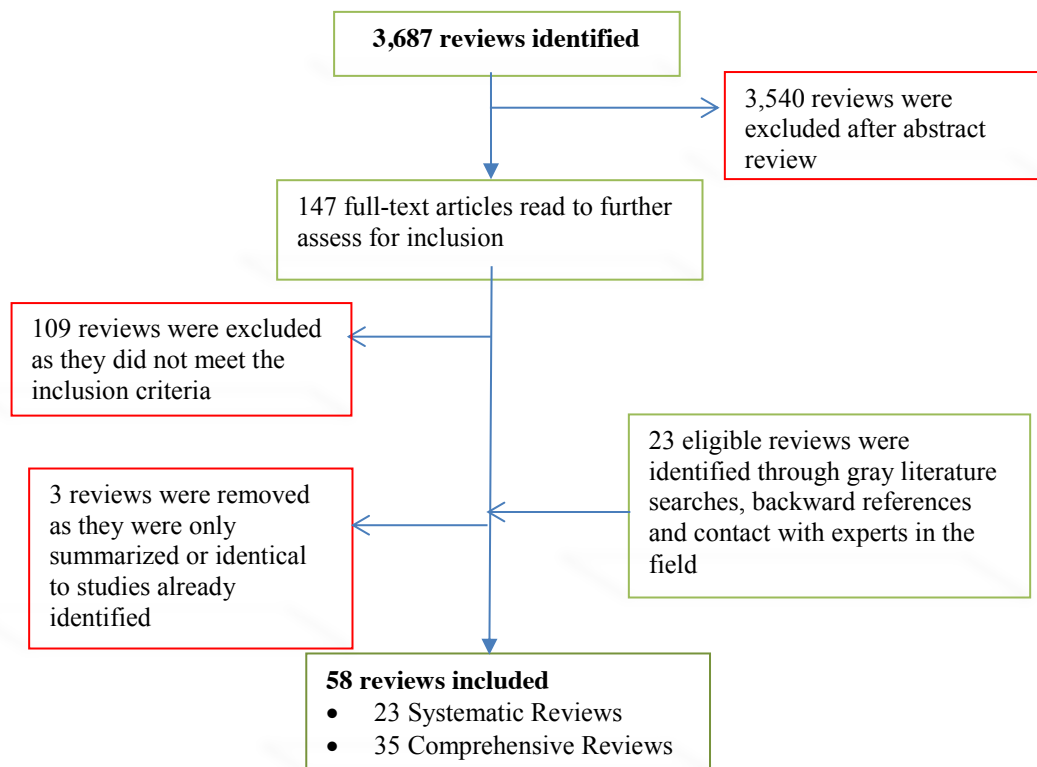 3,687 reviews identified
3,540 reviews were
excluded after abstract
review
147 full-text articles read to further
assess for inclusion
109 reviews were excluded
as they did not meet the
inclusion criteria
23 eligible reviews were
identified through gray literature
searches, backward references
and contact with experts in the
field
3 reviews were removed
as they were only
summarized or identical
to studies already
identified
58 reviews included
• 23 Systematic Reviews
• 35 Comprehensive Reviews